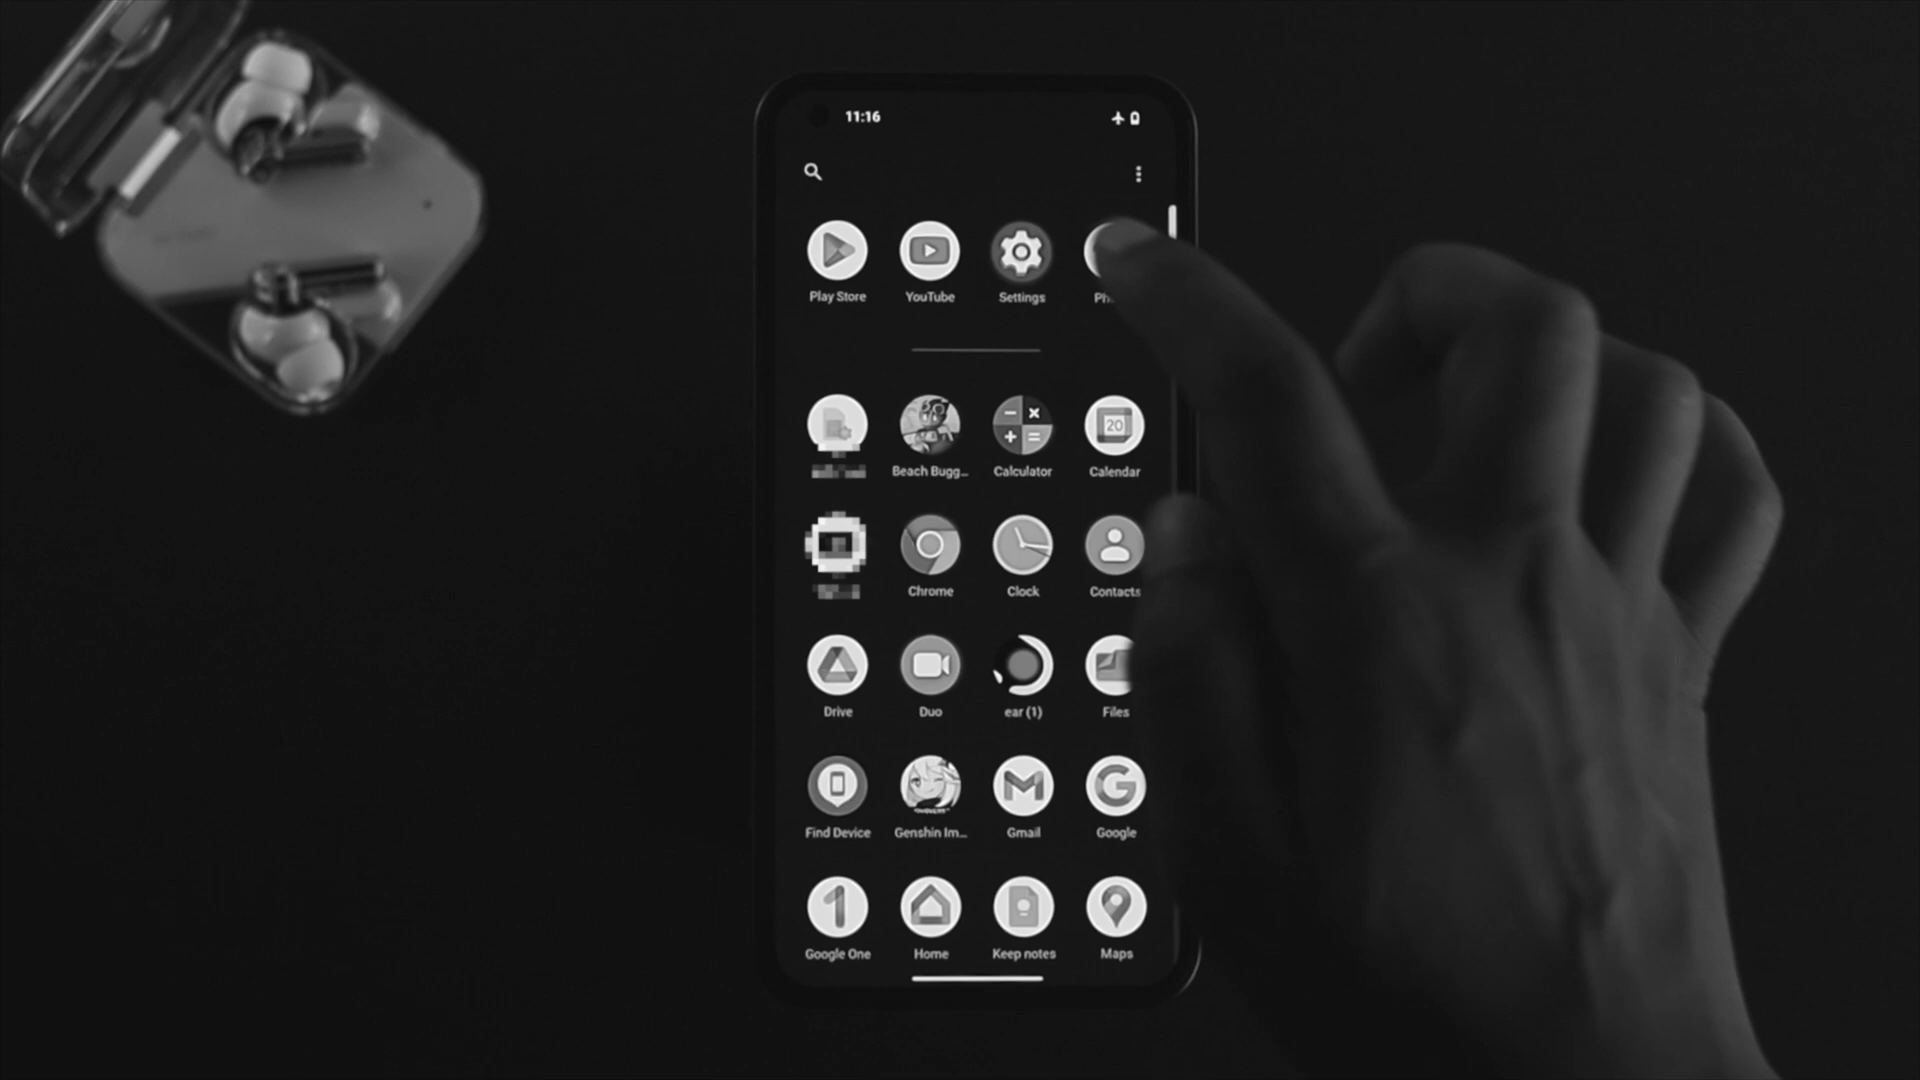 11:16
Play Store YouTube Settings
Beach Bugg... Calculator Calendar
20
Chrome Clock Contacts
Drive Duo ear (1) Files
Find Device Genshin Im... Gmail Google
Google One Home Keep notes Maps